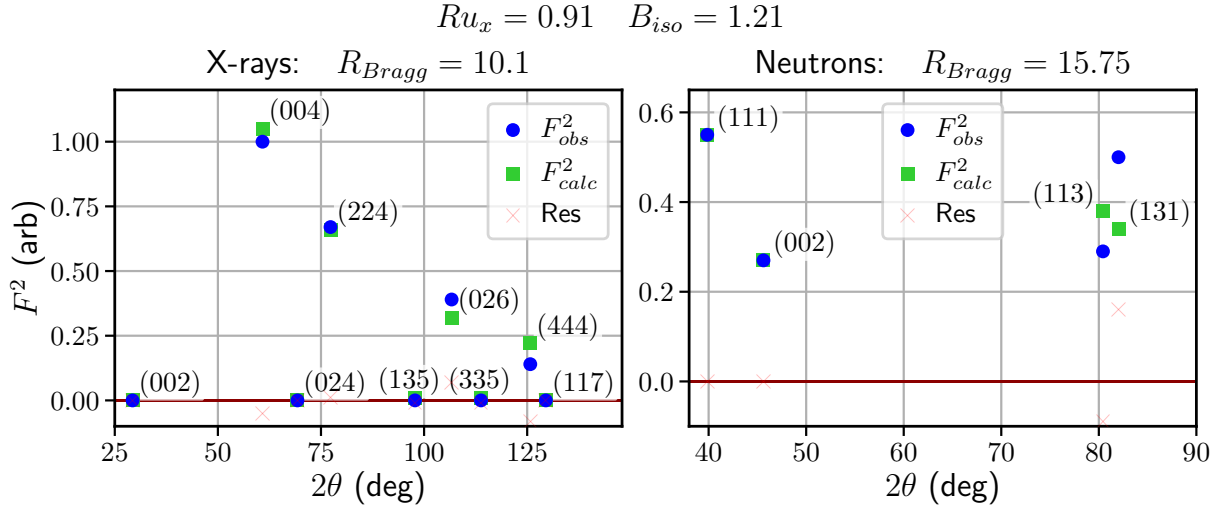 Ru_x = 0.91 B_iso = 1.21
X-rays: R_Bragg = 10.1
Neutrons: R_Bragg = 15.75
F^2 (arb)
1.00
0.75
0.50
0.25
0.00
(004)
(224)
(026)
(444)
(002)
(024)
(135)
(335)
(117)
F^2_obs
F^2_calc
Res
25
50
75
100
125
2θ (deg)
0.6
0.4
0.2
0.0
(111)
(002)
(113)
(131)
F^2_obs
F^2_calc
Res
40
50
60
70
80
90
2θ (deg)